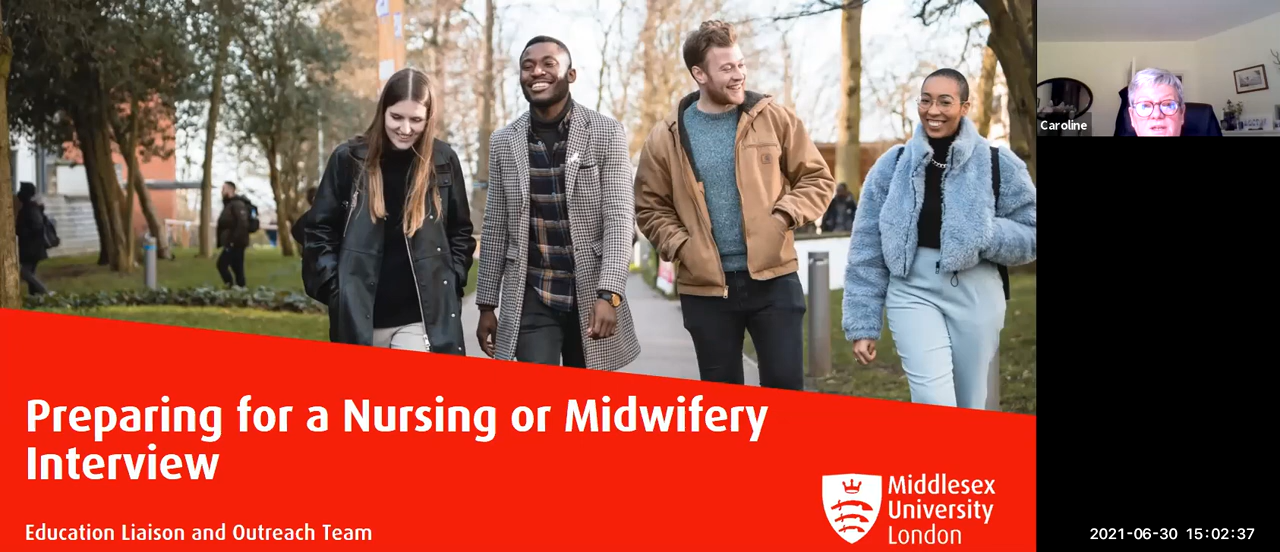 Caroline
Preparing for a Nursing or Midwifery
Interview
Education Liaison and Outreach Team
Middlesex
University
London
2021-06-30 15:02:37